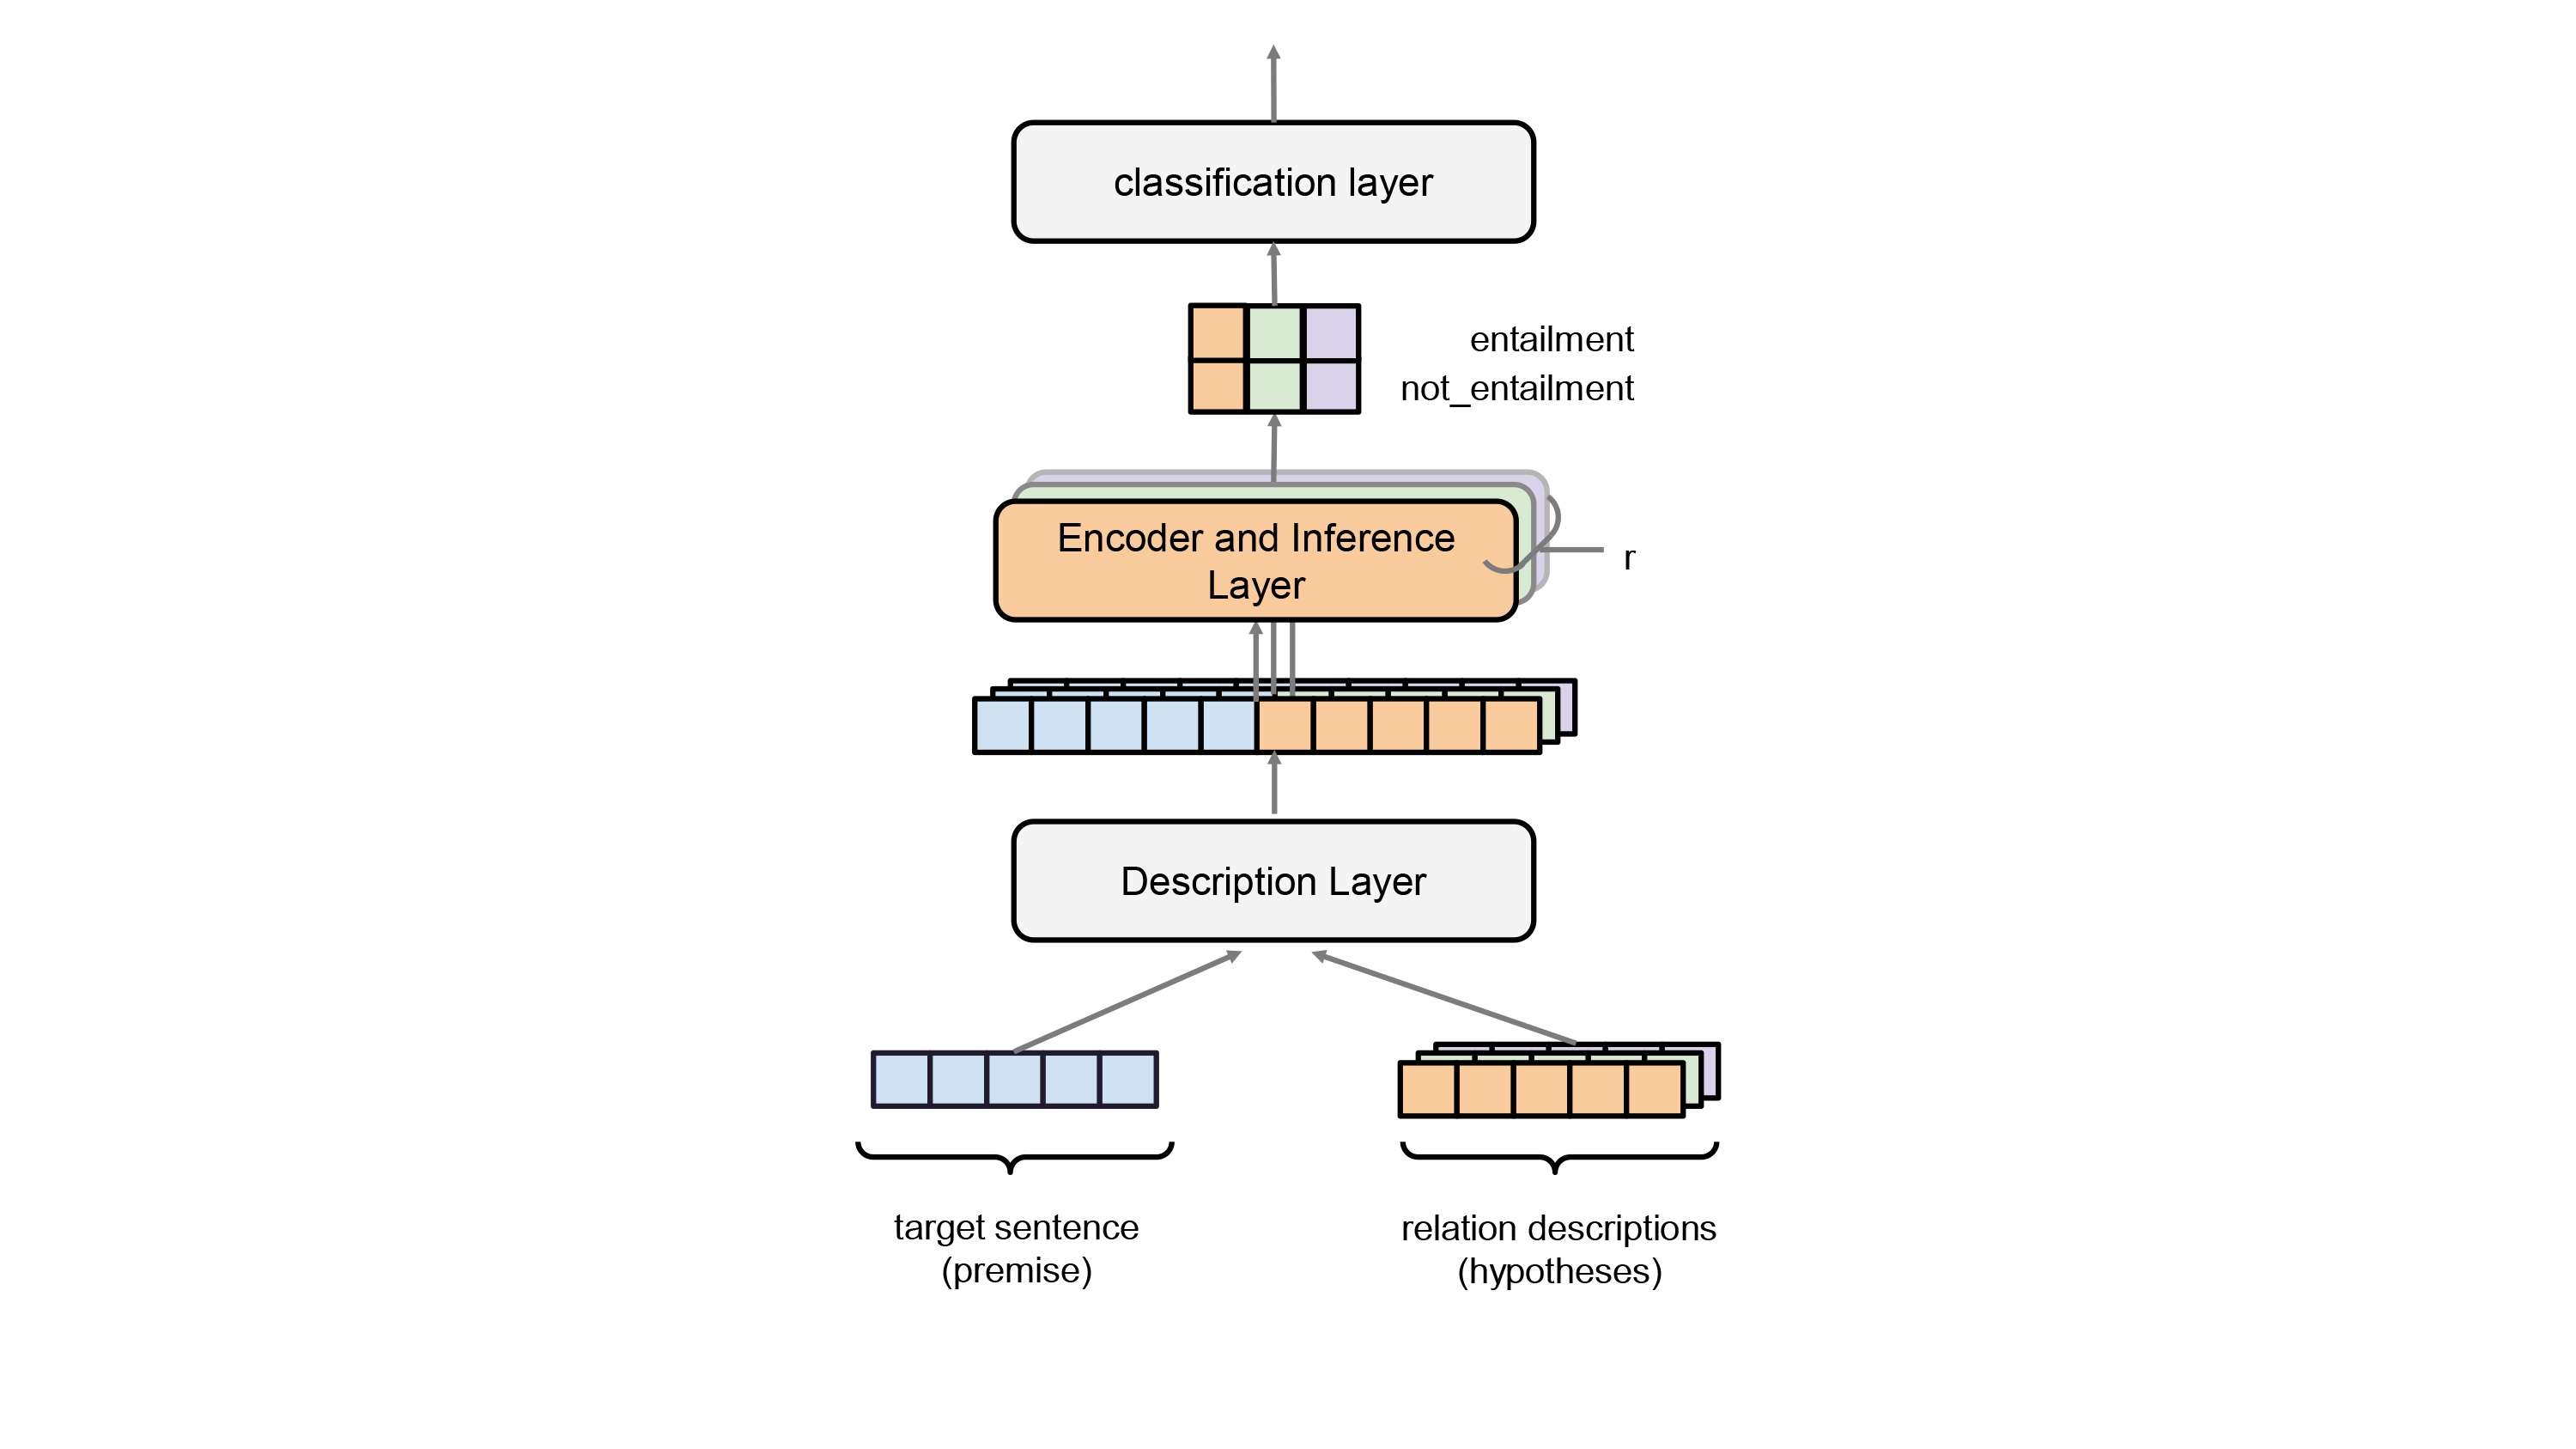 classification layer
entailment
not_entailment
Encoder and Inference
Layer
r
Description Layer
target sentence
(premise)
relation descriptions
(hypotheses)